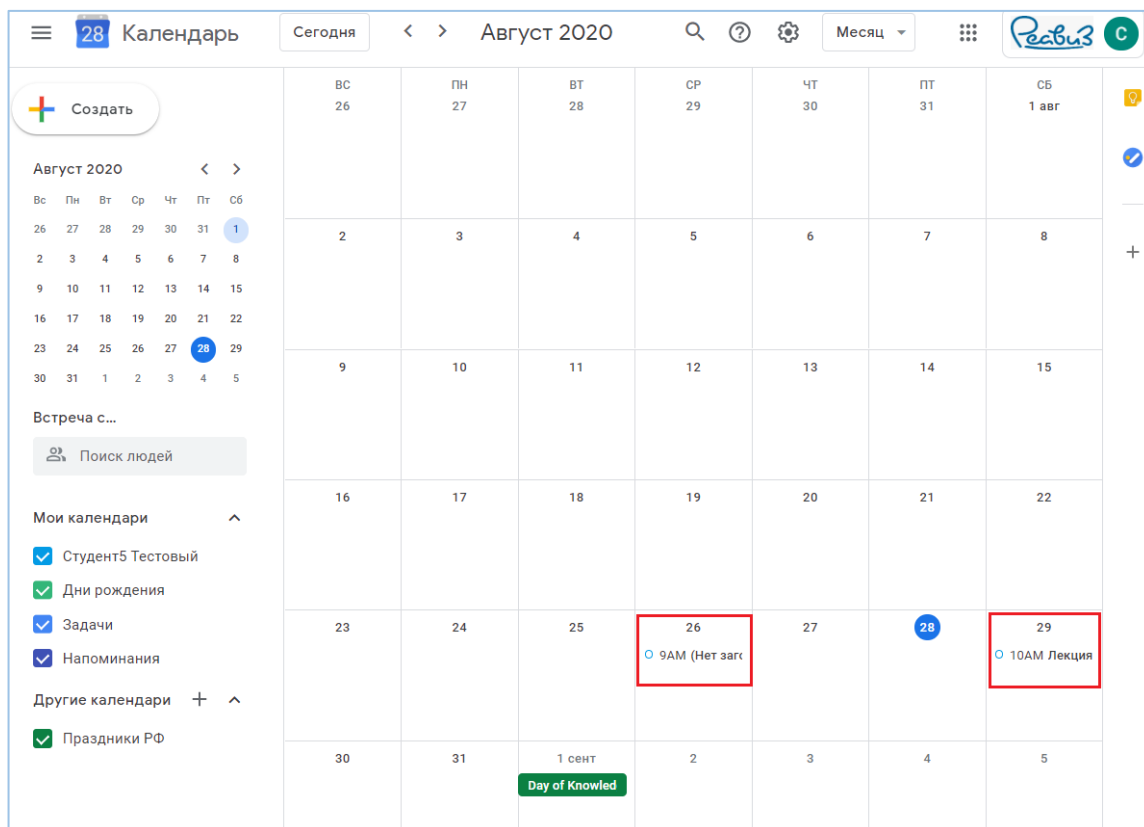 28 Календарь Сегодня Август 2020 Месяц Реавиз С
Создать
Август 2020
Вс Пн Вт Ср Чт Пт Сб
26 27 28 29 30 31 1
2 3 4 5 6 7 8
9 10 11 12 13 14 15
16 17 18 19 20 21 22
23 24 25 26 27 28 29
30 31 1 2 3 4 5
Встреча с...
Поиск людей
Мои календари
Студент5 Тестовый
Дни рождения
Задачи
Напоминания
Другие календари
Праздники РФ
ВС ПН ВТ СР ЧТ ПТ СБ
26 27 28 29 30 31 1 авг
2 3 4 5 6 7 8
9 10 11 12 13 14 15
16 17 18 19 20 21 22
23 24 25 26 27 28 29
9AM (Нет заго 10AM Лекция
30 31 1 сент 2 3 4 5
Day of Knowled